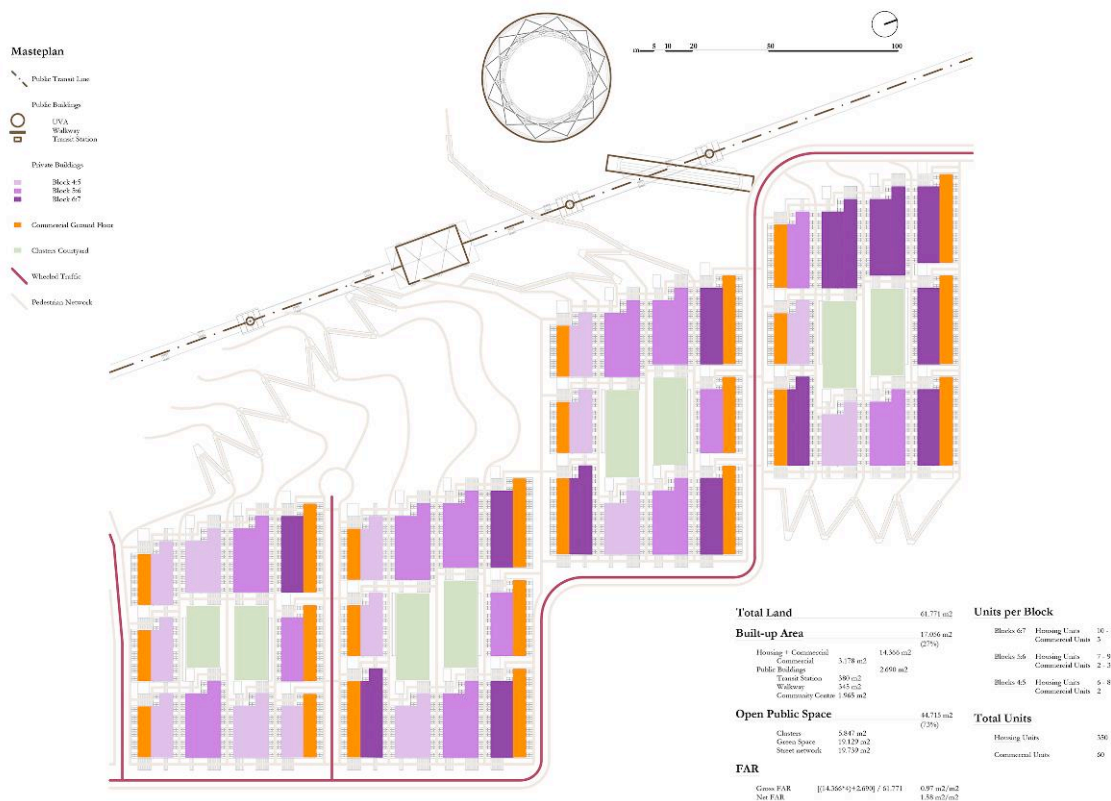 Masteplan
Public Transit Line
Public Buildings
UVA
Walkway
Transit Station
Private Buildings
Block 4:5
Block 5:6
Block 6:7
Commercial Ground Floor
Clusters Courtyard
Wheeled Traffic
Pedestrian Network
m 5 10 20 50 100
Total Land 61.771 m2
Built-up Area 17.056 m2
(27%)
Housing + Commercial 14.366 m2
Commercial 3.178 m2
Public Buildings 2.690 m2
Transit Station 380 m2
Walkway 345 m2
Community Centre 1.965 m2
Open Public Space 44.715 m2
(73%)
Clusters 5.847 m2
Green Space 19.129 m2
Street network 19.739 m2
FAR
Gross FAR [(14.366*4)+2.690] / 61.771 0.97 m2/m2
Net FAR 1.38 m2/m2
Units per Block
Blocks 6:7 Housing Units 10 -
Commercial Units 3
Blocks 5:6 Housing Units 7 - 9
Commercial Units 2 - 3
Blocks 4:5 Housing Units 6 - 8
Commercial Units 2
Total Units
Housing Units
Commercial Units